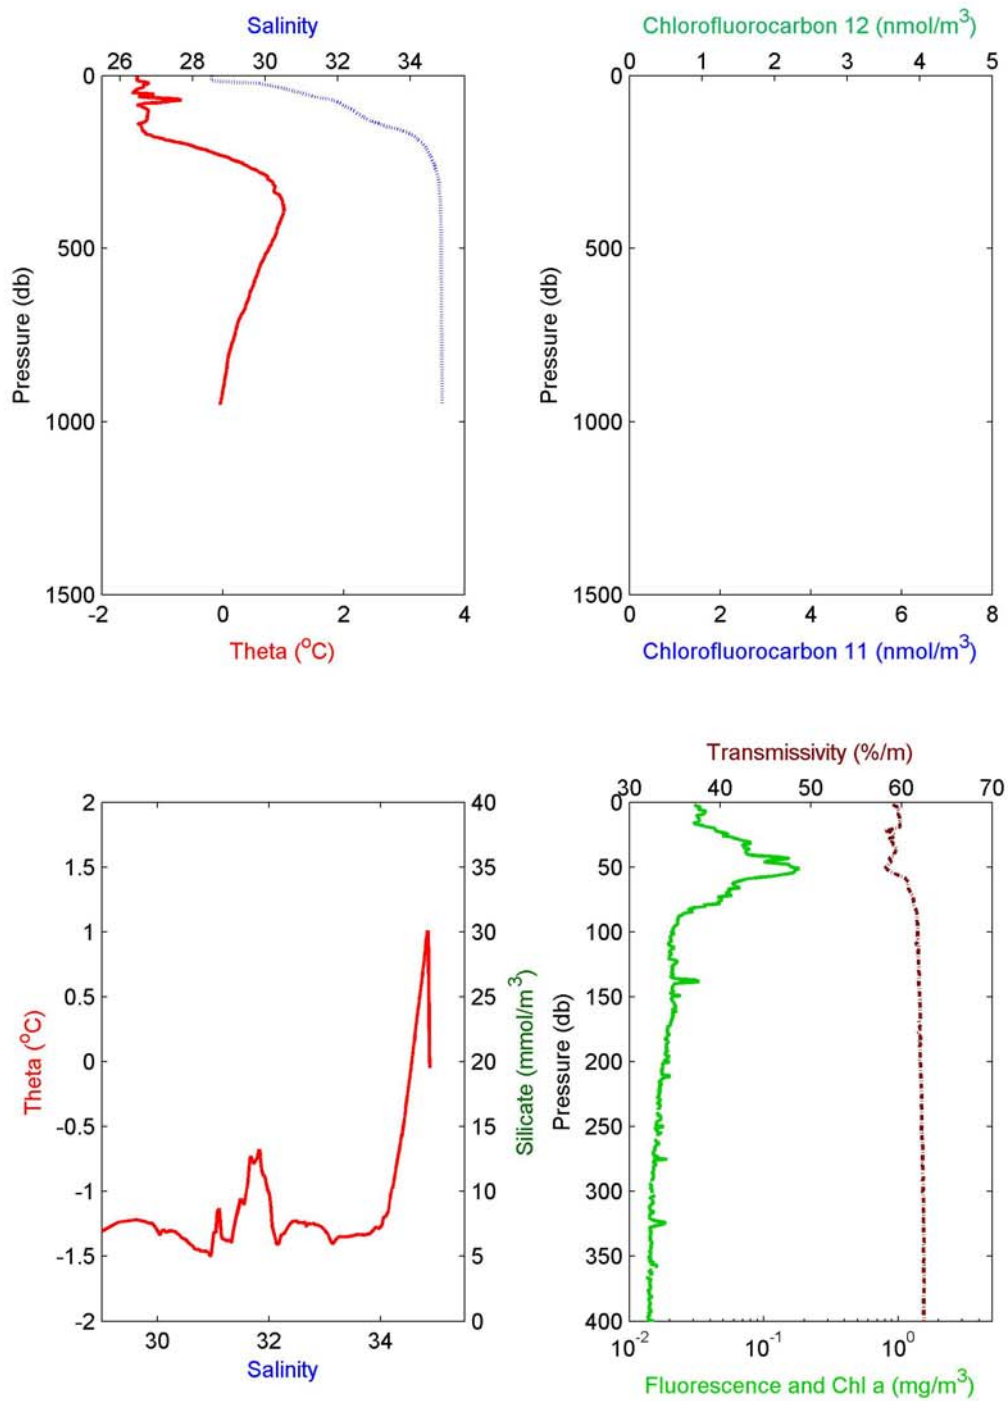 Salinity
26 28 30 32 34
0
500
1000
1500
Pressure (db)
-2 0 2 4
Theta (°C)
Chlorofluorocarbon 12 (nmol/m³)
0 1 2 3 4 5
0
500
1000
1500
Pressure (db)
0 2 4 6 8
Chlorofluorocarbon 11 (nmol/m³)
2
1.5
1
0.5
0
-0.5
-1
-1.5
-2
Theta (°C)
30 32 34
Salinity
40
35
30
25
20
15
10
5
0
Silicate (mmol/m³)
Transmissivity (%/m)
30 40 50 60 70
0
50
100
150
200
250
300
350
400
Pressure (db)
10⁻² 10⁻¹ 10⁰
Fluorescence and Chl a (mg/m³)